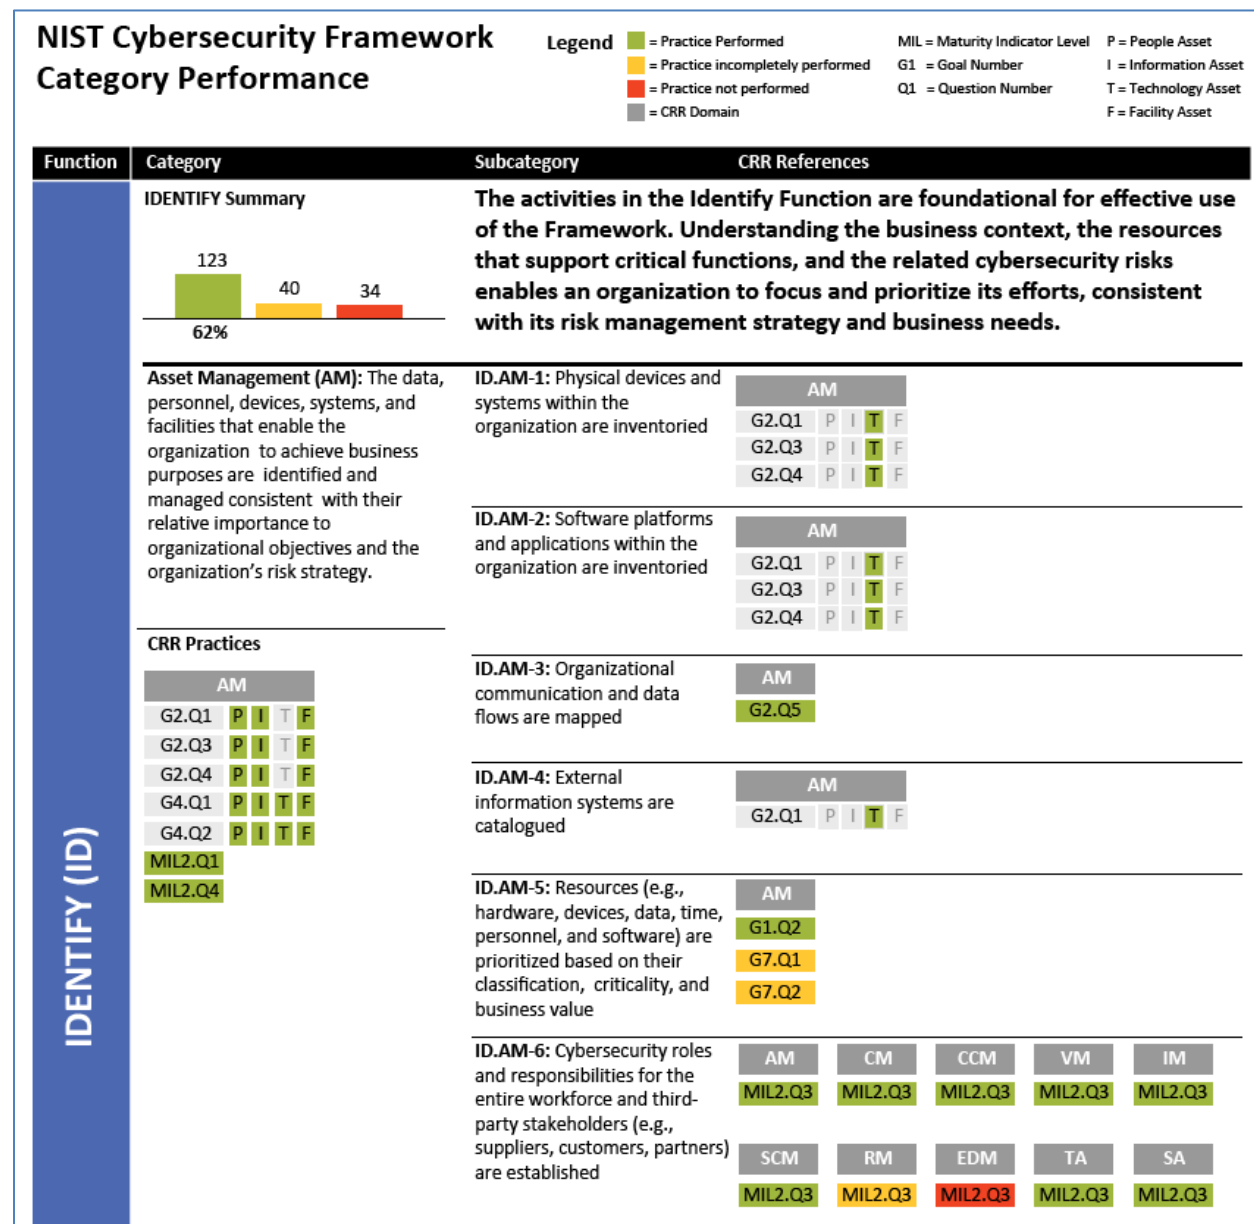 NIST Cybersecurity Framework
Category Performance
Legend
= Practice Performed
= Practice incompletely performed
= Practice not performed
= CRR Domain
MIL = Maturity Indicator Level
G1 = Goal Number
Q1 = Question Number
P = People Asset
I = Information Asset
T = Technology Asset
F = Facility Asset
Function Category Subcategory CRR References
IDENTIFY (ID)
IDENTIFY Summary
123 40 34
62%
The activities in the Identify Function are foundational for effective use
of the Framework. Understanding the business context, the resources
that support critical functions, and the related cybersecurity risks
enables an organization to focus and prioritize its efforts, consistent
with its risk management strategy and business needs.
Asset Management (AM): The data,
personnel, devices, systems, and
facilities that enable the
organization to achieve business
purposes are identified and
managed consistent with their
relative importance to
organizational objectives and the
organization's risk strategy.
CRR Practices
AM
G2.Q1 P I T F
G2.Q3 P I T F
G2.Q4 P I T F
G4.Q1 P I T F
G4.Q2 P I T F
MIL2.Q1
MIL2.Q4
ID.AM-1: Physical devices and
systems within the
organization are inventoried
AM
G2.Q1 P I T F
G2.Q3 P I T F
G2.Q4 P I T F
ID.AM-2: Software platforms
and applications within the
organization are inventoried
AM
G2.Q1 P I T F
G2.Q3 P I T F
G2.Q4 P I T F
ID.AM-3: Organizational
communication and data
flows are mapped
AM
G2.Q5
ID.AM-4: External
information systems are
catalogued
AM
G2.Q1 P I T F
ID.AM-5: Resources (e.g.,
hardware, devices, data, time,
personnel, and software) are
prioritized based on their
classification, criticality, and
business value
AM
G1.Q2
G7.Q1
G7.Q2
ID.AM-6: Cybersecurity roles
and responsibilities for the
entire workforce and third-
party stakeholders (e.g.,
suppliers, customers, partners)
are established
AM CM CCM VM IM
MIL2.Q3 MIL2.Q3 MIL2.Q3 MIL2.Q3 MIL2.Q3
SCM RM EDM TA SA
MIL2.Q3 MIL2.Q3 MIL2.Q3 MIL2.Q3 MIL2.Q3